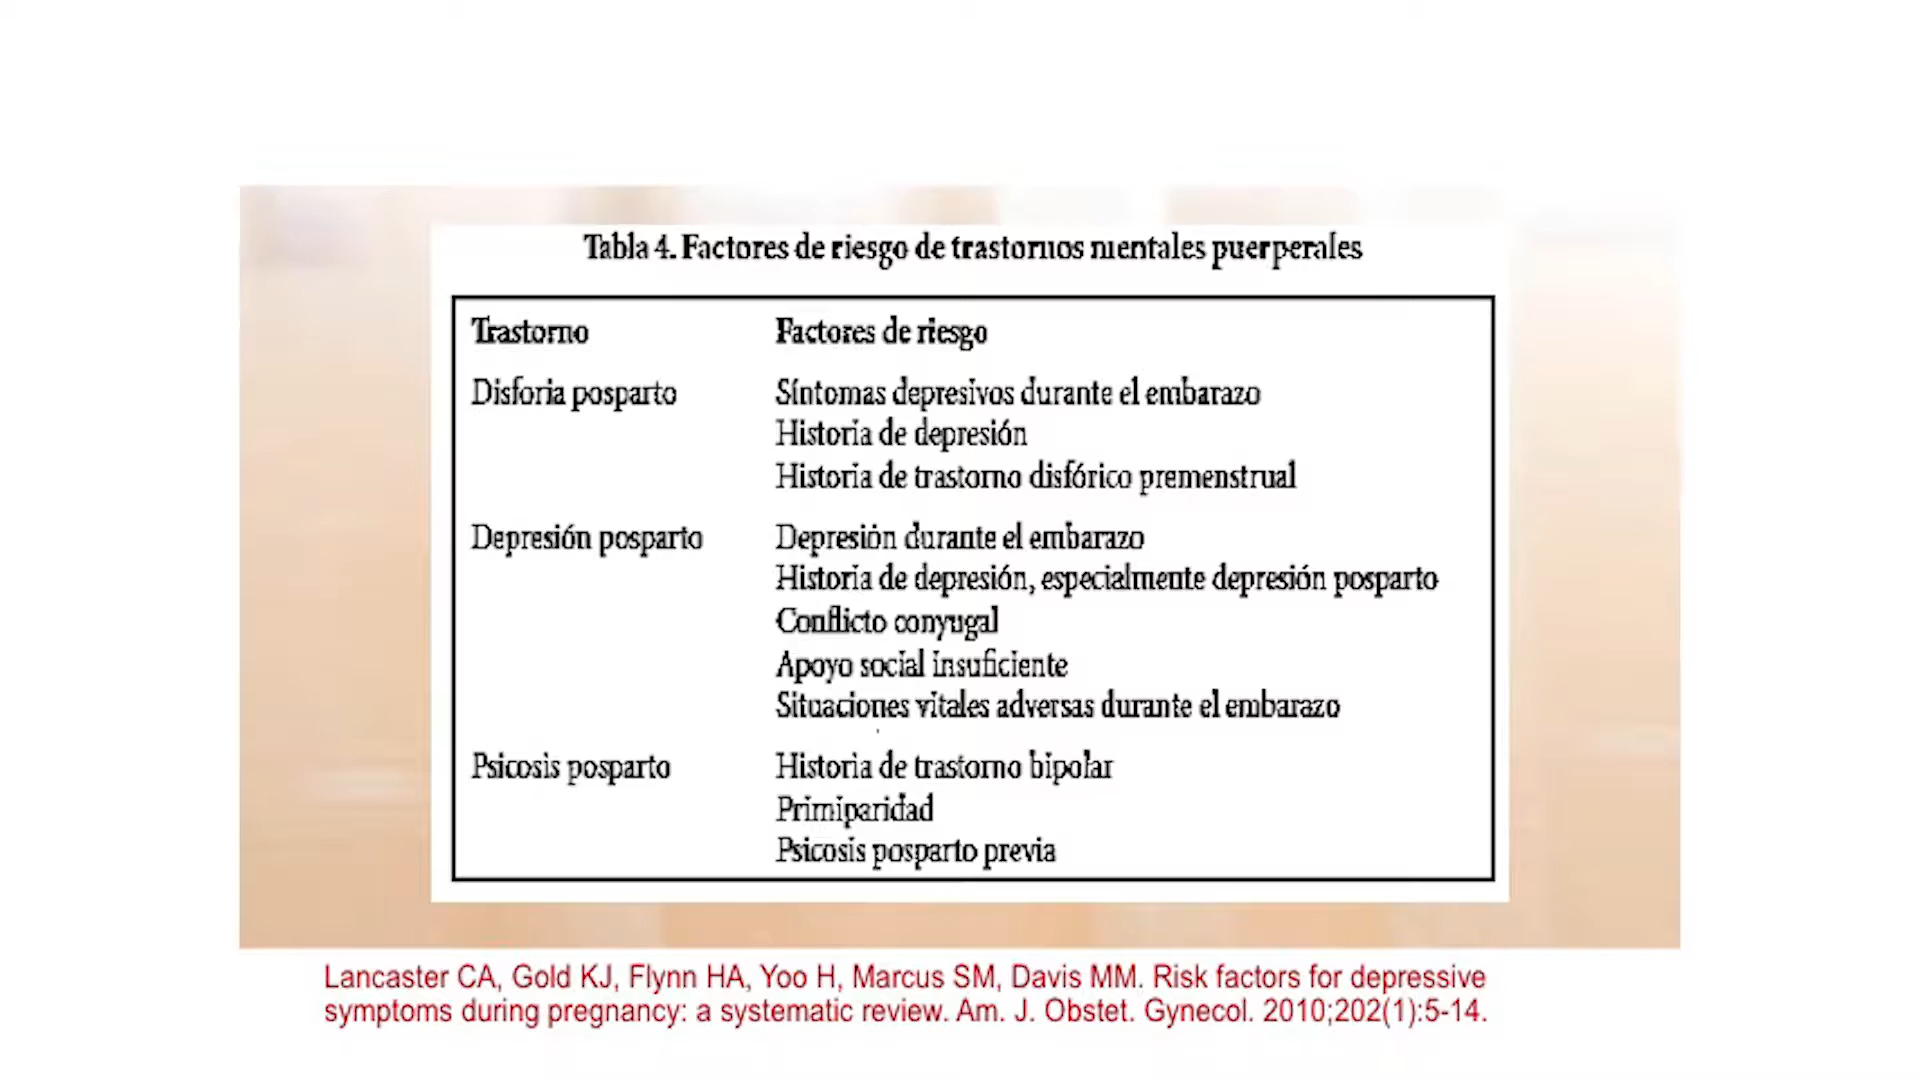 Tabla 4. Factores de riesgo de trastornos mentales puerperales
Trastorno Factores de riesgo
Disforia posparto Síntomas depresivos durante el embarazo
Historia de depresión
Historia de trastorno disfórico premenstrual
Depresión posparto Depresión durante el embarazo
Historia de depresión, especialmente depresión posparto
Conflicto conyugal
Apoyo social insuficiente
Situaciones vitales adversas durante el embarazo
Psicosis posparto Historia de trastorno bipolar
Primiparidad
Psicosis posparto previa
Lancaster CA, Gold KJ, Flynn HA, Yoo H, Marcus SM, Davis MM. Risk factors for depressive
symptoms during pregnancy: a systematic review. Am. J. Obstet. Gynecol. 2010;202(1):5-14.